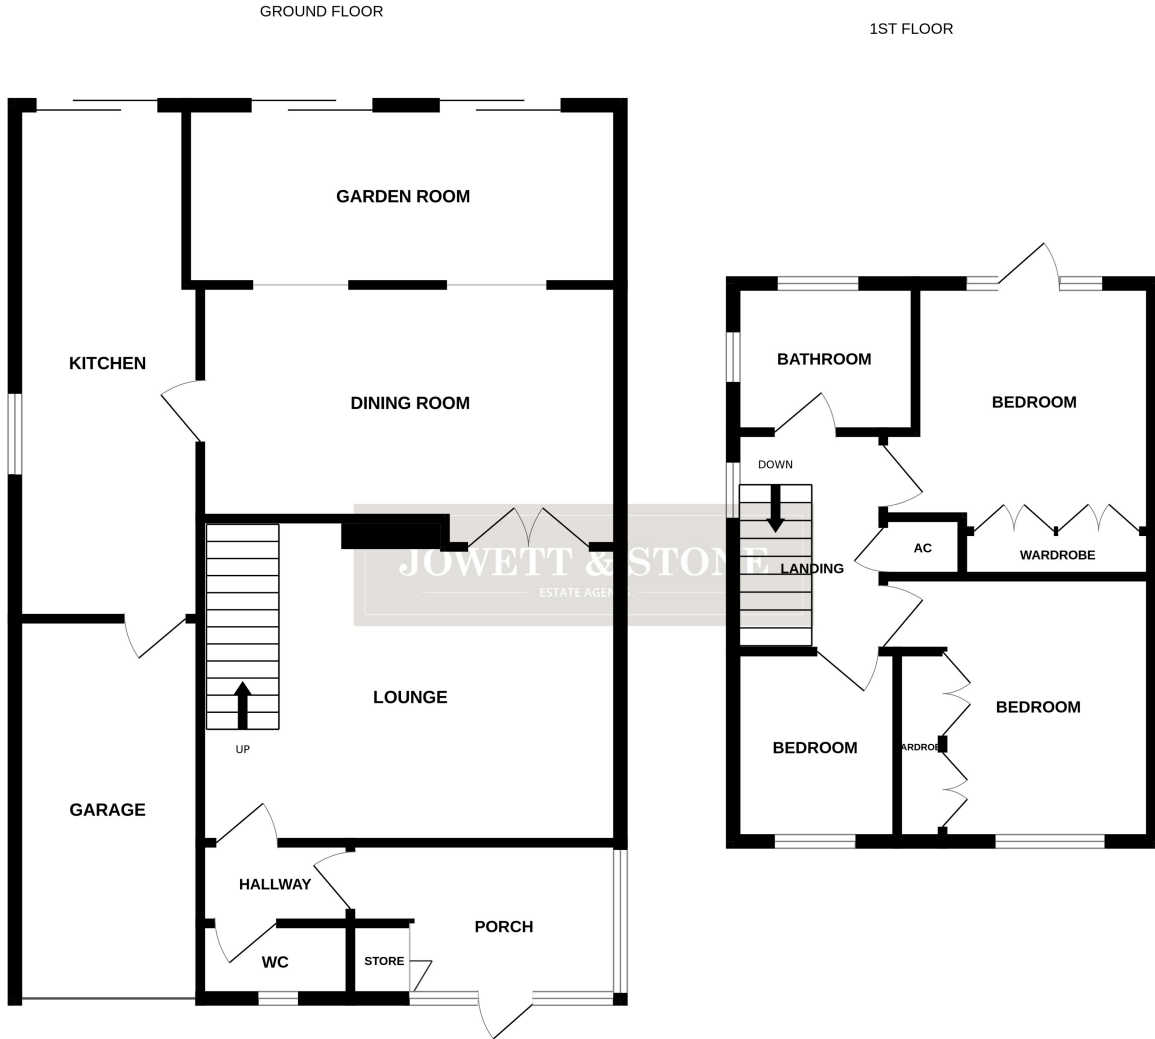 GROUND FLOOR
1ST FLOOR
GARDEN ROOM
KITCHEN
DINING ROOM
JOWETT & STONE
ESTATE AGENTS
LOUNGE
UP
GARAGE
HALLWAY
PORCH
WC
STORE
BATHROOM
BEDROOM
DOWN
AC
WARDROBE
LANDING
BEDROOM
BEDROOM
ARDROB